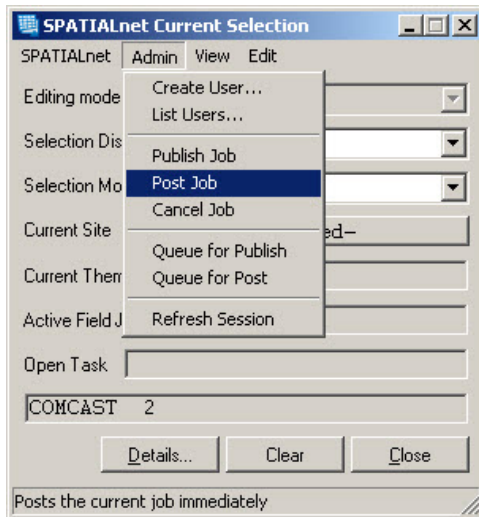 SPATIALnet Current Selection
SPATIALnet Admin View Edit
Editing mode
Create User...
List Users...
Selection Dis
Publish Job
Selection Mo
Post Job
Cancel Job
Current Site
ed-
Queue for Publish
Current Them
Queue for Post
Active Field J
Refresh Session
Open Task
COMCAST 2
Details... Clear Close
Posts the current job immediately